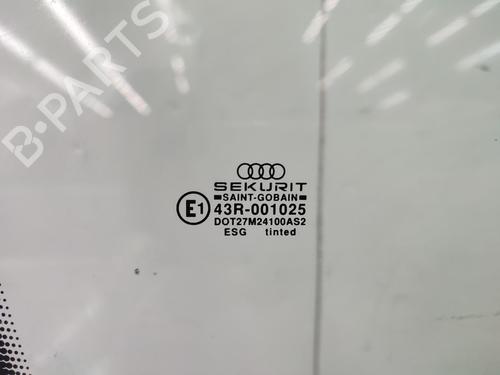 B-PARTS
SEKURIT
SAINT-GOBAIN
E1 43R-001025
DOT27M24100AS2
ESG tinted